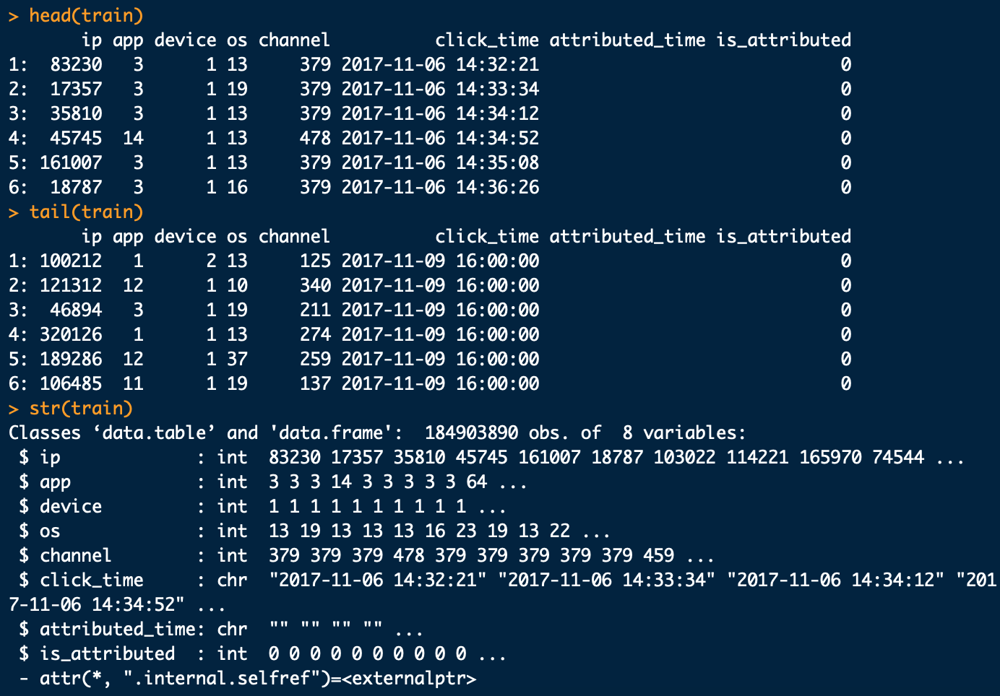 > head(train)
       ip app device os channel          click_time attributed_time is_attributed
1:  83230   3      1 13     379 2017-11-06 14:32:21                             0
2:  17357   3      1 19     379 2017-11-06 14:33:34                             0
3:  35810   3      1 13     379 2017-11-06 14:34:12                             0
4:  45745  14      1 13     478 2017-11-06 14:34:52                             0
5: 161007   3      1 13     379 2017-11-06 14:35:08                             0
6:  18787   3      1 16     379 2017-11-06 14:36:26                             0
> tail(train)
       ip app device os channel          click_time attributed_time is_attributed
1: 100212   1      2 13     125 2017-11-09 16:00:00                             0
2: 121312  12      1 10     340 2017-11-09 16:00:00                             0
3:  46894   3      1 19     211 2017-11-09 16:00:00                             0
4: 320126   1      1 13     274 2017-11-09 16:00:00                             0
5: 189286  12      1 37     259 2017-11-09 16:00:00                             0
6: 106485  11      1 19     137 2017-11-09 16:00:00                             0
> str(train)
Classes ‘data.table’ and 'data.frame':  184903890 obs. of  8 variables:
 $ ip             : int  83230 17357 35810 45745 161007 18787 103022 114221 165970 74544 ...
 $ app            : int  3 3 3 14 3 3 3 3 3 64 ...
 $ device         : int  1 1 1 1 1 1 1 1 1 1 ...
 $ os             : int  13 19 13 13 13 16 23 19 13 22 ...
 $ channel        : int  379 379 379 478 379 379 379 379 379 459 ...
 $ click_time     : chr  "2017-11-06 14:32:21" "2017-11-06 14:33:34" "2017-11-06 14:34:12" "201
7-11-06 14:34:52" ...
 $ attributed_time: chr  "" "" "" "" ...
 $ is_attributed  : int  0 0 0 0 0 0 0 0 0 0 ...
 - attr(*, ".internal.selfref")=<externalptr>